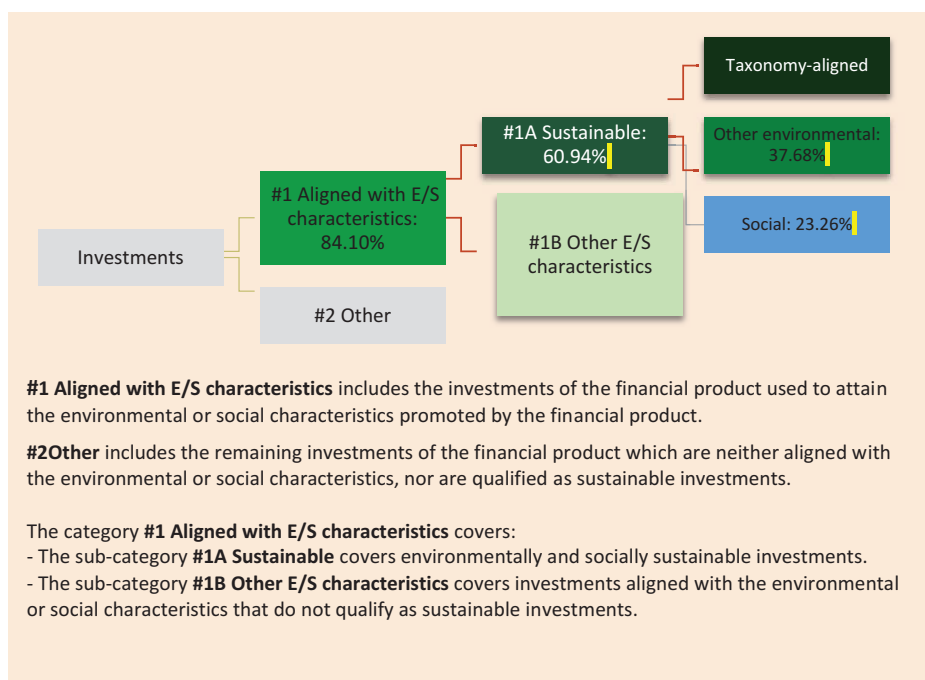 Taxonomy-aligned
#1A Sustainable:
60.94%
Other environmental:
37.68%
#1 Aligned with E/S
characteristics:
84.10%
Social: 23.26%
Investments
#1B Other E/S
characteristics
#2 Other
#1 Aligned with E/S characteristics includes the investments of the financial product used to attain
the environmental or social characteristics promoted by the financial product.
#2Other includes the remaining investments of the financial product which are neither aligned with
the environmental or social characteristics, nor are qualified as sustainable investments.
The category #1 Aligned with E/S characteristics covers:
- The sub-category #1A Sustainable covers environmentally and socially sustainable investments.
- The sub-category #1B Other E/S characteristics covers investments aligned with the environmental
or social characteristics that do not qualify as sustainable investments.